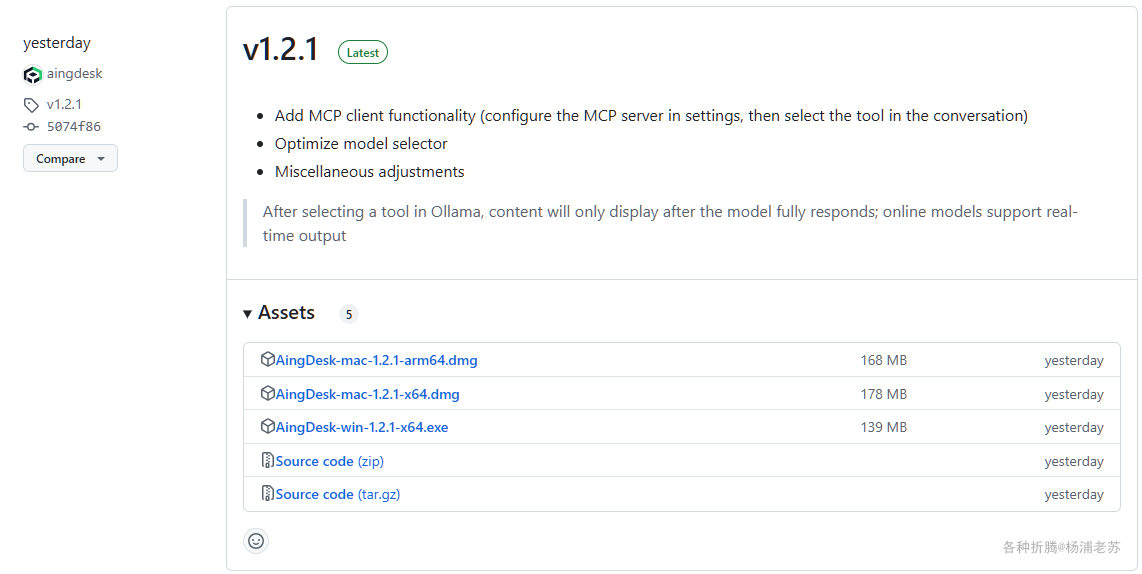 yesterday
aingdesk
v1.2.1
5074f86
Compare
v1.2.1 Latest
Add MCP client functionality (configure the MCP server in settings, then select the tool in the conversation)
Optimize model selector
Miscellaneous adjustments
After selecting a tool in Ollama, content will only display after the model fully responds; online models support real-
time output
Assets 5
AingDesk-mac-1.2.1-arm64.dmg 168 MB yesterday
AingDesk-mac-1.2.1-x64.dmg 178 MB yesterday
AingDesk-win-1.2.1-x64.exe 139 MB yesterday
Source code (zip) yesterday
Source code (tar.gz) yesterday
各种折腾@杨浦老苏